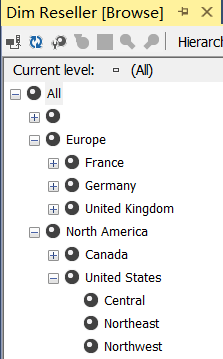 Dim Reseller [Browse]
Hierarch
Current level: (All)
All
Europe
France
Germany
United Kingdom
North America
Canada
United States
Central
Northeast
Northwest